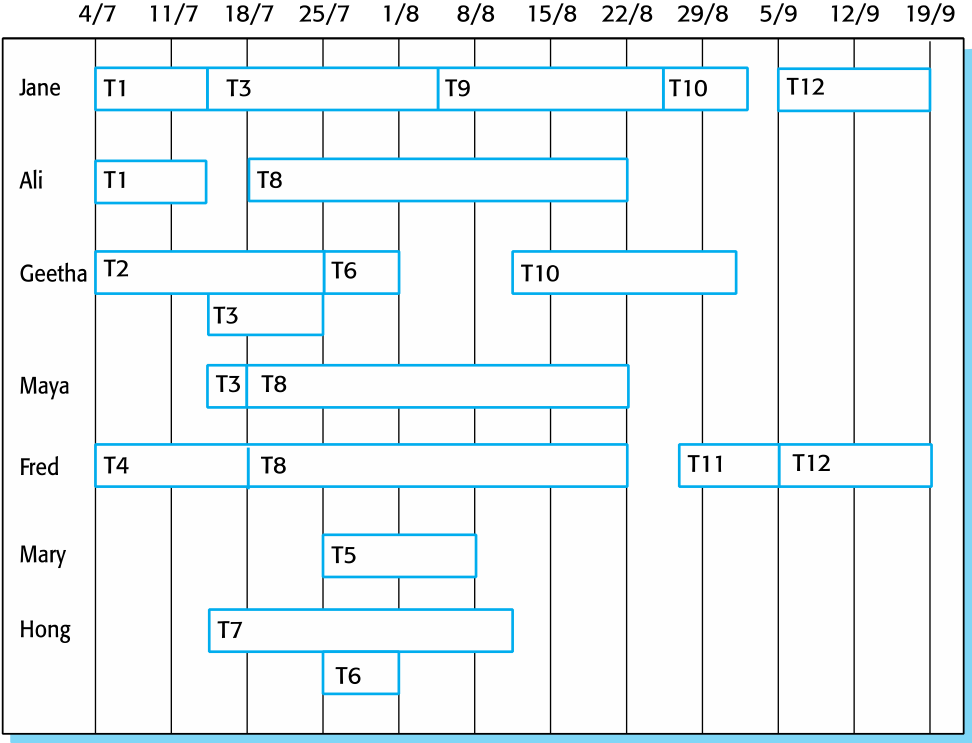 4/7 11/7 18/7 25/7 1/8 8/8 15/8 22/8 29/8 5/9 12/9 19/9
Jane T1 T3 T9 T10 T12
Ali T1 T8
Geetha T2 T6 T10
T3
Maya T3 T8
Fred T4 T8 T11 T12
Mary T5
Hong T7
T6